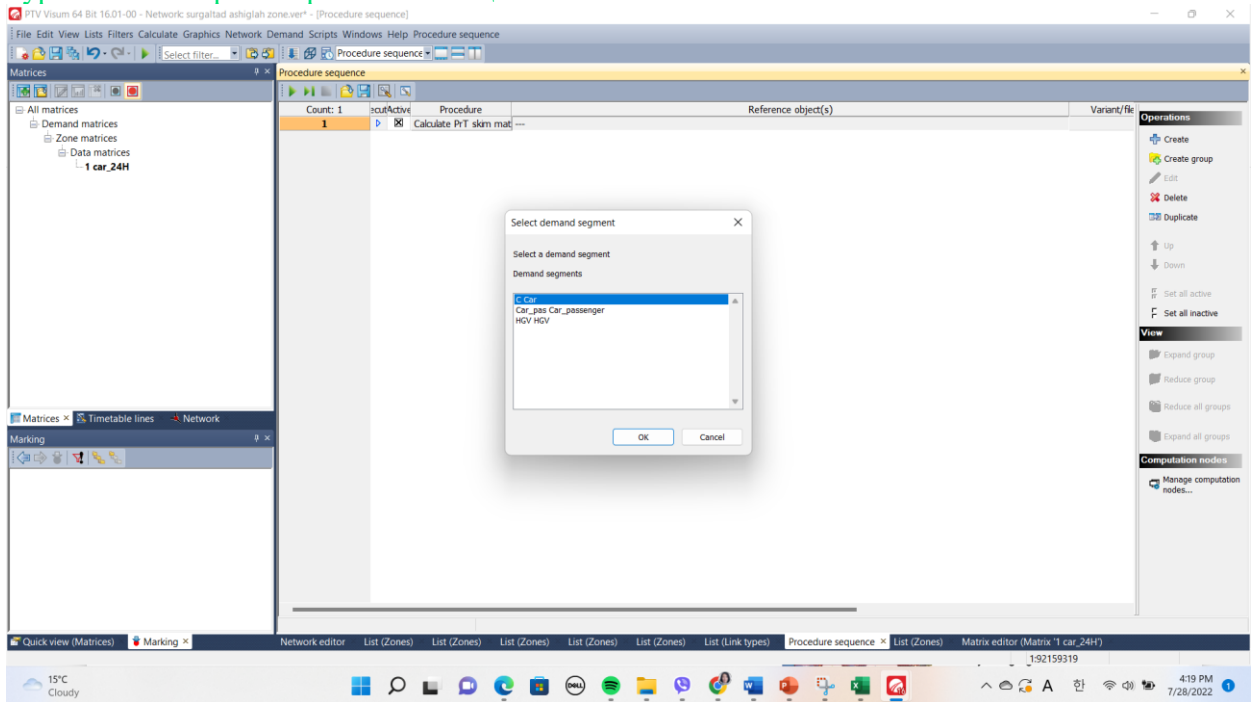 PTV Visum 64 Bit 16.01-00 - Network: surgaltad ashiglah zone.ver* - [Procedure sequence]
File Edit View Lists Filters Calculate Graphics Network Demand Scripts Windows Help Procedure sequence
Select filter... Procedure sequence
Matrices
Procedure sequence
All matrices
Demand matrices
Zone matrices
Data matrices
1 car_24H
Count: 1 ecut Active Procedure Reference object(s) Variant/file
1 Calculate PrT skim mat ---
Operations
Create
Create group
Edit
Delete
Duplicate
Up
Down
Set all active
Set all inactive
View
Expand group
Reduce group
Reduce all groups
Expand all groups
Computation nodes
Manage computation
nodes...
Select demand segment
Select a demand segment
Demand segments
C Car
Car_pas Car_passenger
HGV HGV
OK Cancel
Matrices Timetable lines Network
Marking
Quick view (Matrices) Marking
Network editor List (Zones) List (Zones) List (Zones) List (Zones) List (Zones) List (Link types) Procedure sequence List (Zones) Matrix editor (Matrix '1 car_24H')
1:92159319
15°C
Cloudy
DELL
A 한
4:19 PM
7/28/2022
1